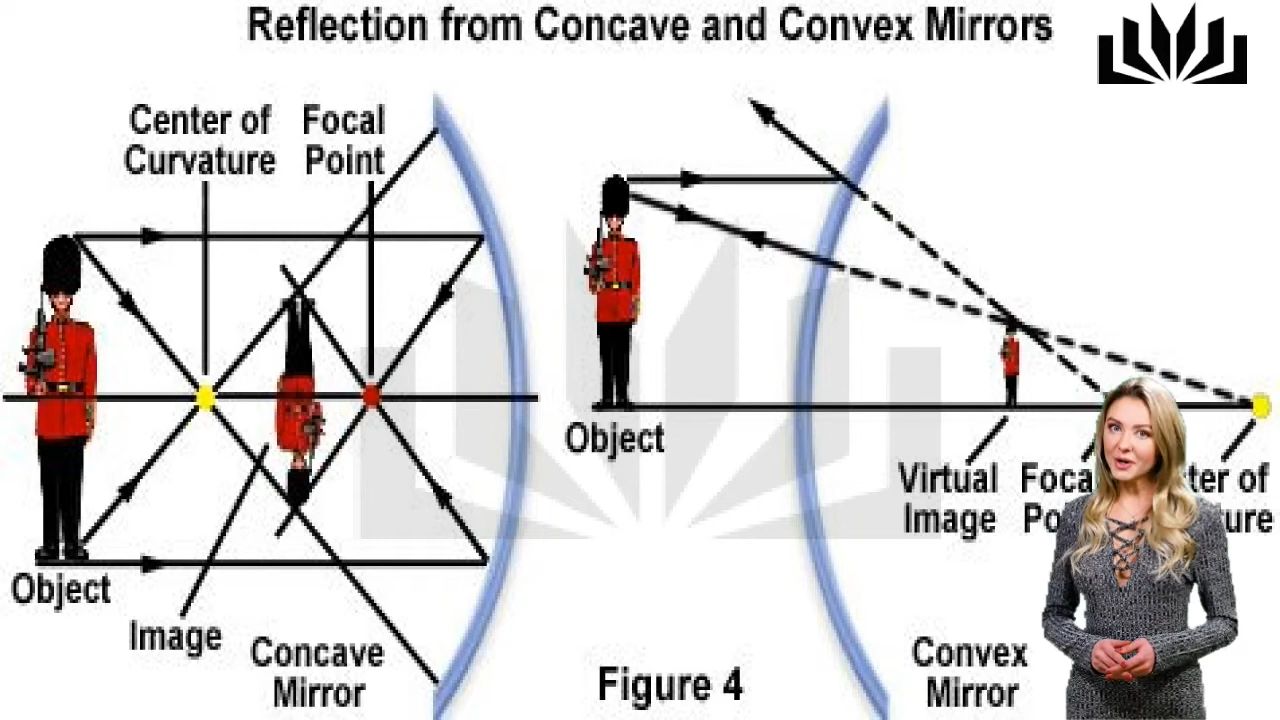 Reflection from Concave and Convex Mirrors
Center of
Curvature
Focal
Point
Object
Image
Concave
Mirror
Object
Virtual
Image
of
Figure 4
Convex
Mirror